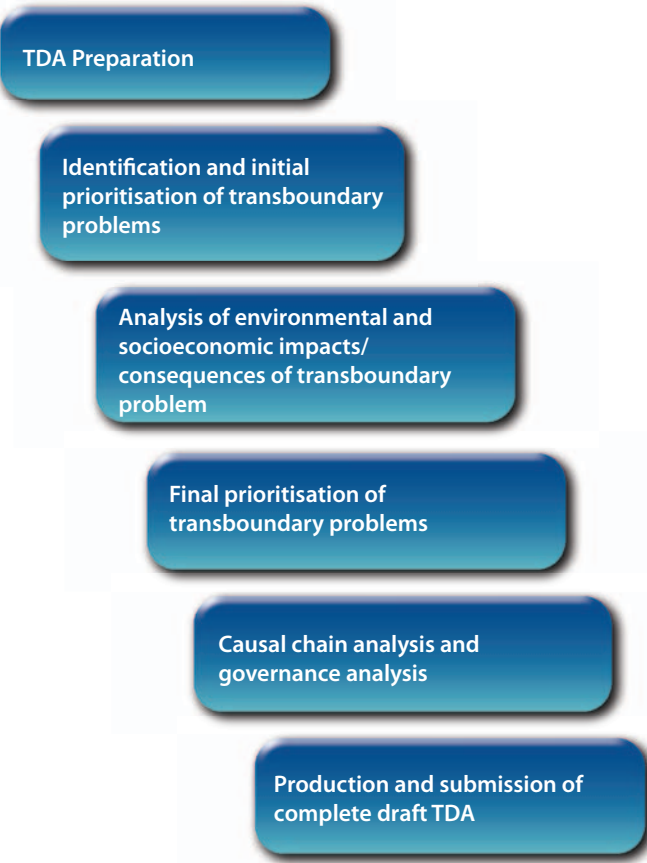 TDA Preparation
Identification and initial
prioritisation of transboundary
problems
Analysis of environmental and
socioeconomic impacts/
consequences of transboundary
problem
Final prioritisation of
transboundary problems
Causal chain analysis and
governance analysis
Production and submission of
complete draft TDA